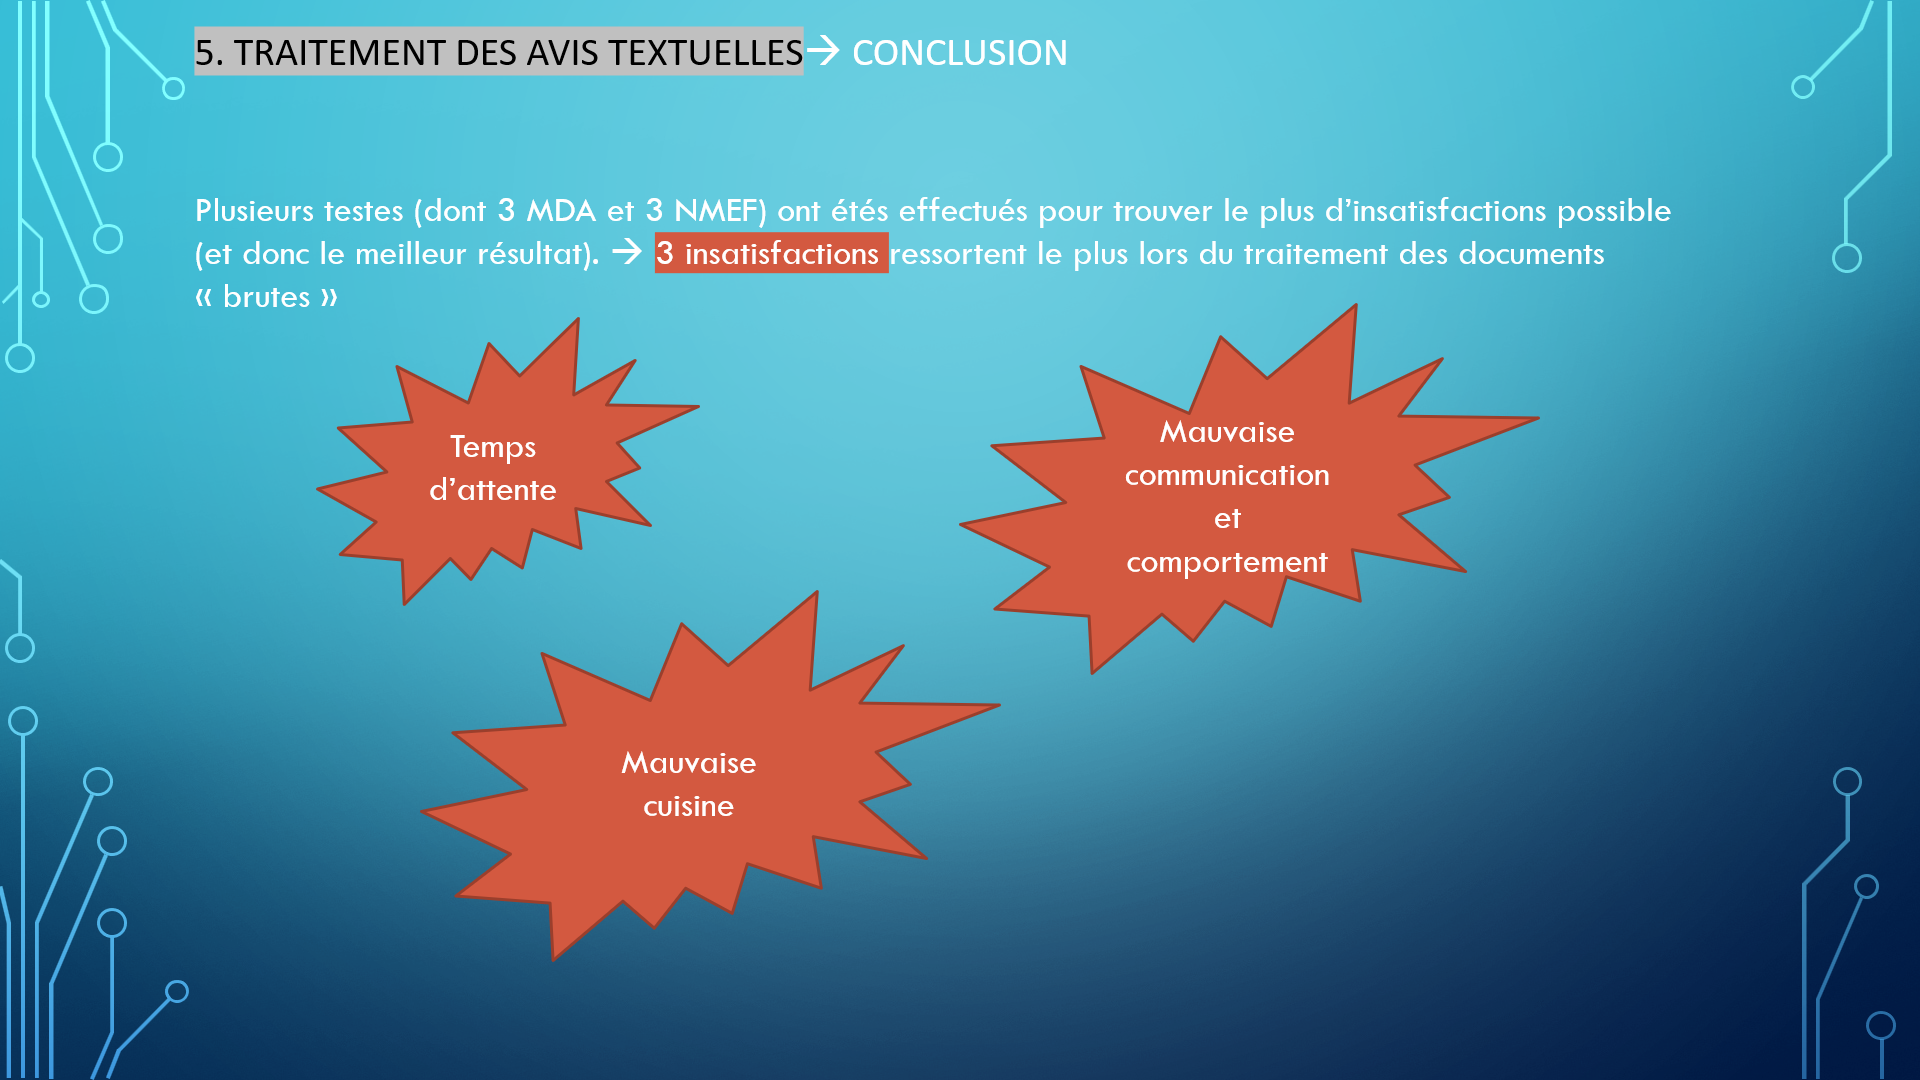 5. TRAITEMENT DES AVIS TEXTUELLES→ CONCLUSION
Plusieurs testes (dont 3 MDA et 3 NMEF) ont étés effectués pour trouver le plus d’insatisfactions possible
(et donc le meilleur résultat). → 3 insatisfactions ressortent le plus lors du traitement des documents
« brutes »
Temps
d’attente
Mauvaise
communication
et
comportement
Mauvaise
cuisine